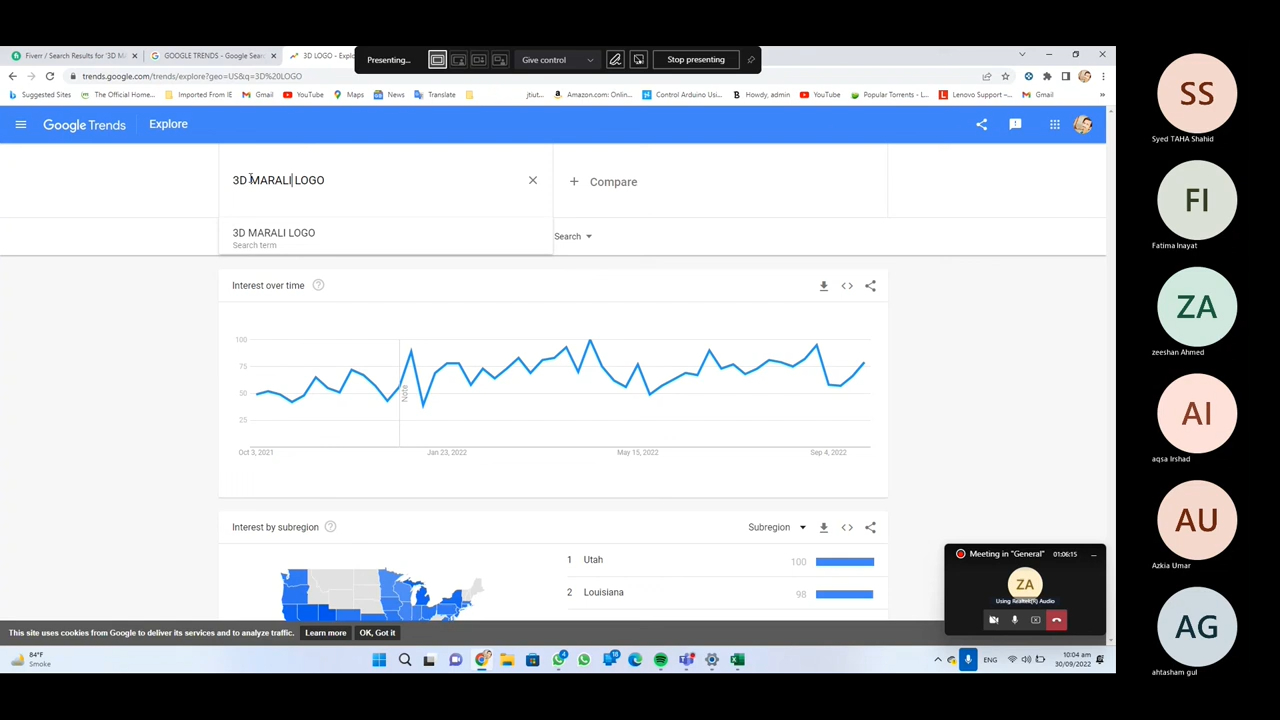 Fiverr / Search Results for '3D M
GOOGLE TRENDS - Google Sear
3D LOGO - Explo
Presenting...
Give control
Stop presenting
trends.google.com/trends/explore?geo=US&q=3D%20LOGO
Suggested Sites
The Official Home...
Imported From IE
Gmail
YouTube
Maps
News
Translate
jtiut...
Amazon.com: Onlin...
Control Arduino Usi...
Howdy, admin
YouTube
Popular Torrents - L...
Lenovo Support –...
Gmail
Google Trends
Explore
3D MARALI LOGO
+ Compare
3D MARALI LOGO
Search term
Search
Interest over time
100
75
50
25
Note
Oct 3, 2021
Jan 23, 2022
May 15, 2022
Sep 4, 2022
Interest by subregion
Subregion
1 Utah 100
2 Louisiana 98
This site uses cookies from Google to deliver its services and to analyze traffic.
Learn more
OK, Got it
Meeting in "General"
01:06:15
ZA
Using Realtek(R) Audio
84°F
Smoke
ENG
10:04 am
30/09/2022
SS
Syed TAHA Shahid
FI
Fatima Inayat
ZA
zeeshan Ahmed
AI
aqsa Irshad
AU
Azkia Umar
AG
ahtasham gul